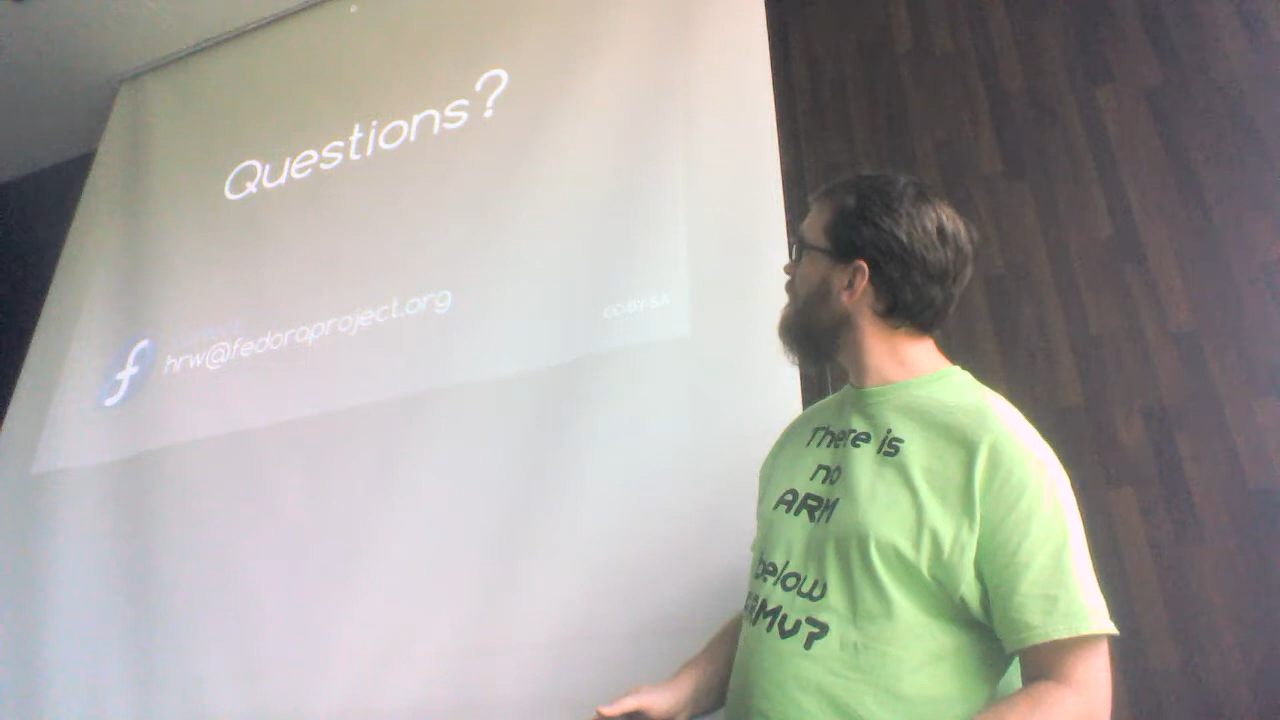 Questions?
f hrw@fedoraproject.org
CC-BY-SA
There is
no
ARM
below
ARMv7